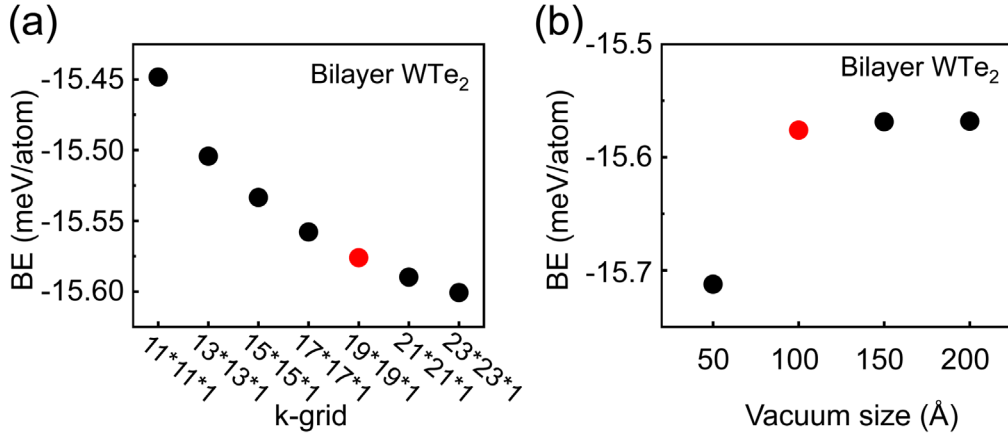 (a)
Bilayer WTe₂
BE (meV/atom)
-15.45
-15.50
-15.55
-15.60
11*11*1
13*13*1
15*15*1
17*17*1
19*19*1
21*21*1
23*23*1
k-grid
(b)
Bilayer WTe₂
BE (meV/atom)
-15.5
-15.6
-15.7
50
100
150
200
Vacuum size (Å)